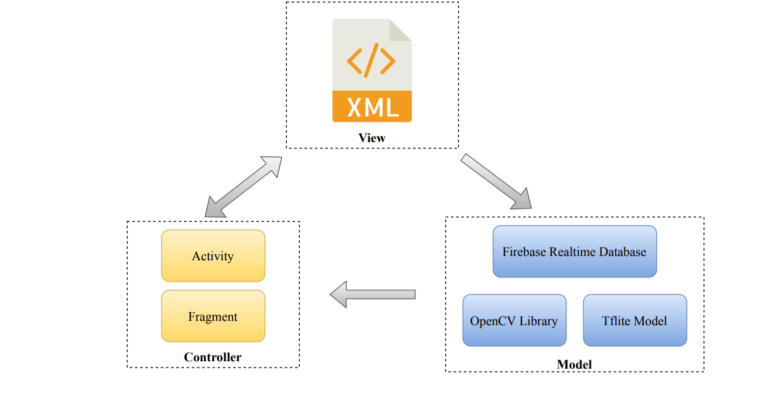 </>
XML
View
Activity
Fragment
Controller
Firebase Realtime Database
OpenCV Library
Tflite Model
Model